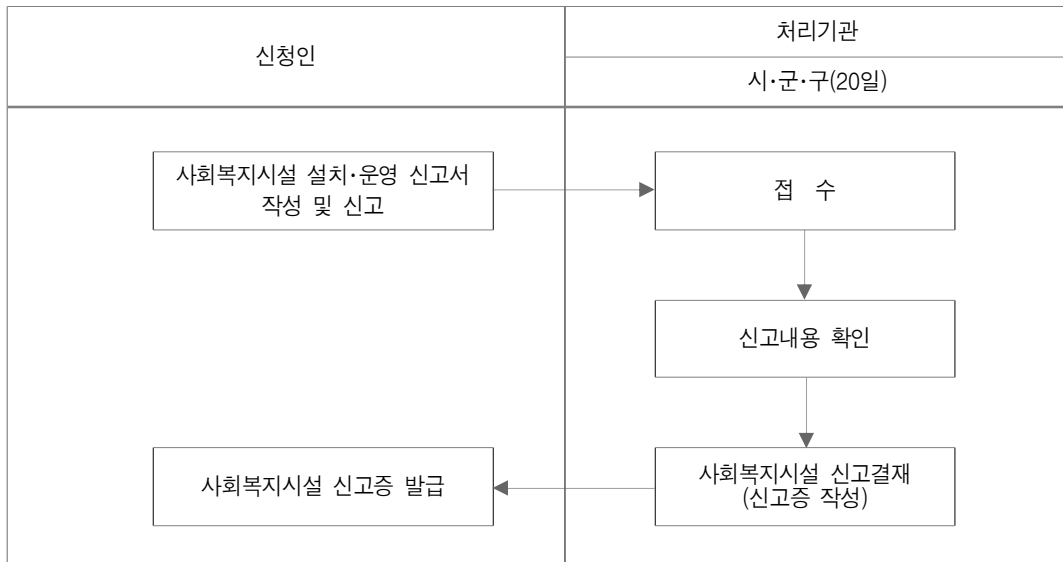 신청인
처리기관
시·군·구(20일)
사회복지시설 설치·운영 신고서
작성 및 신고
접 수
신고내용 확인
사회복지시설 신고결재
(신고증 작성)
사회복지시설 신고증 발급